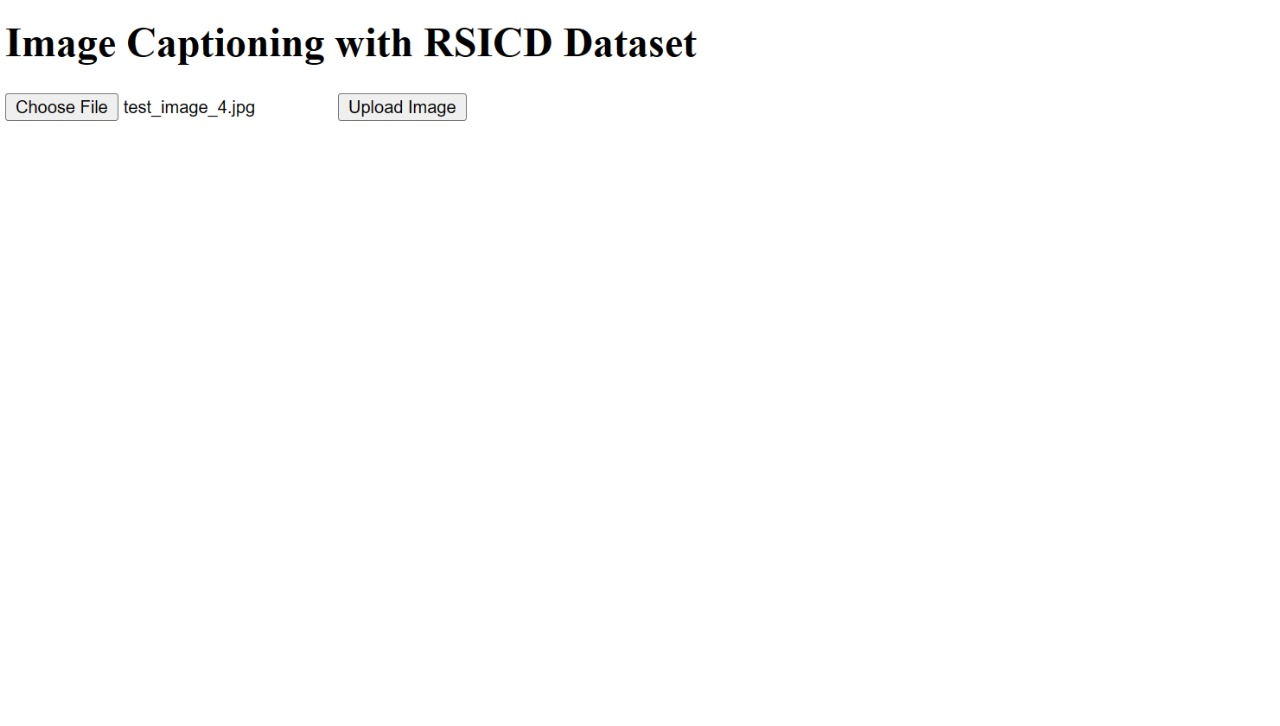 Image Captioning with RSICD Dataset
Choose File test_image_4.jpg Upload Image